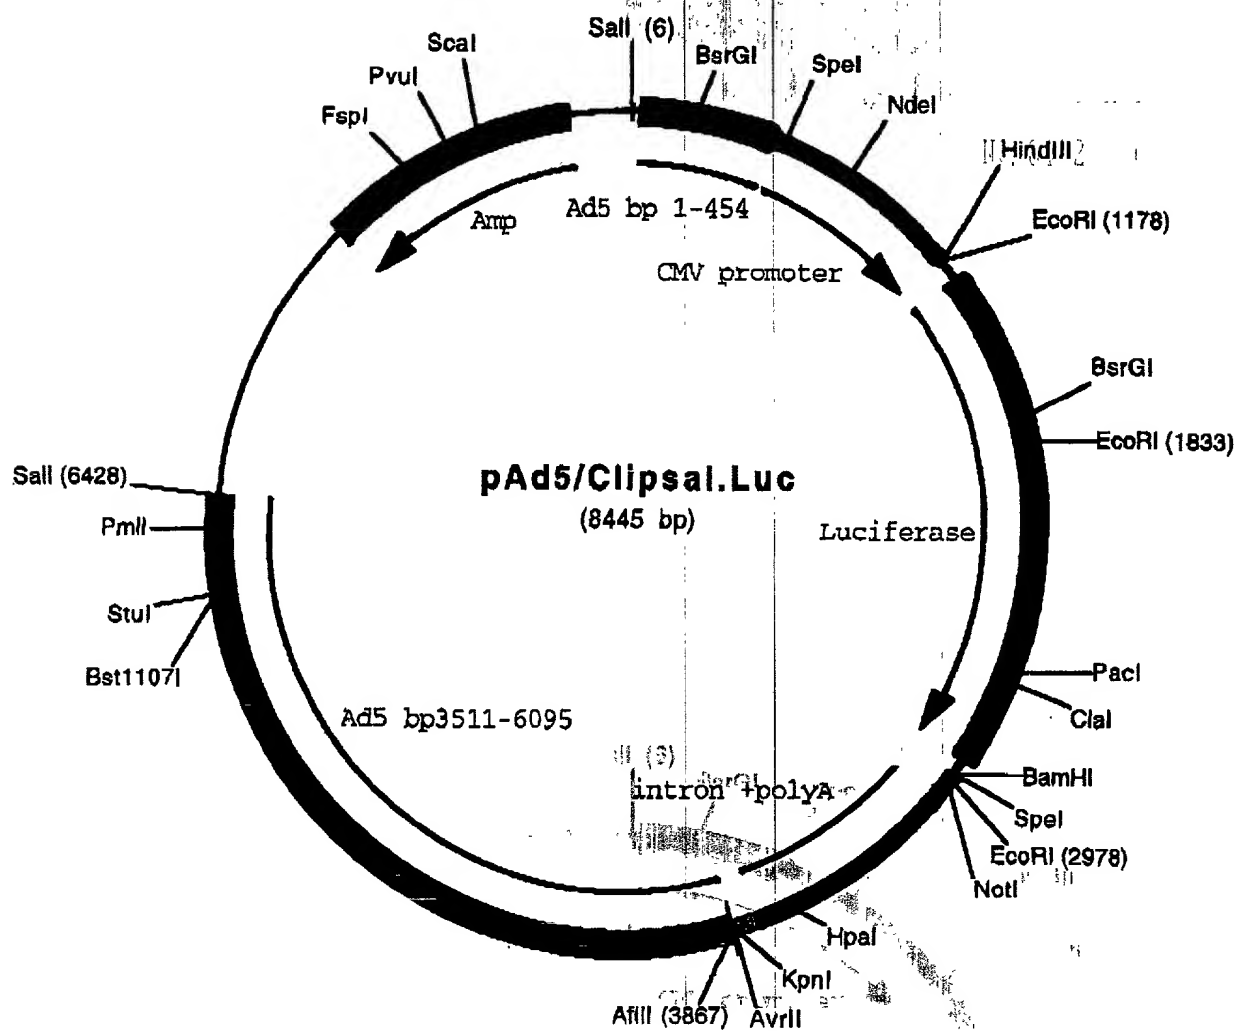 SalI (6)
ScaI
BsrGI
PvuI
SpeI
FspI
NdeI
HindIII
EcoRI (1178)
Amp
Ad5 bp 1-454
CMV promoter
BsrGI
EcoRI (1833)
SalI (6428)
pAd5/Clipsal.Luc
(8445 bp)
PmlI
Luciferase
StuI
Bst1107I
PacI
ClaI
Ad5 bp3511-6095
BamHI
intron +polyA
SpeI
EcoRI (2978)
NotI
HpaI
KpnI
AflII (3867)
AvrII